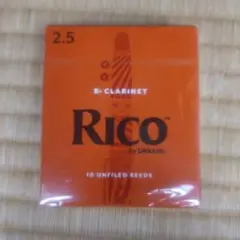 2.5
B♭ CLARINET
RICO
by D'Addario
10 UNFILED REEDS